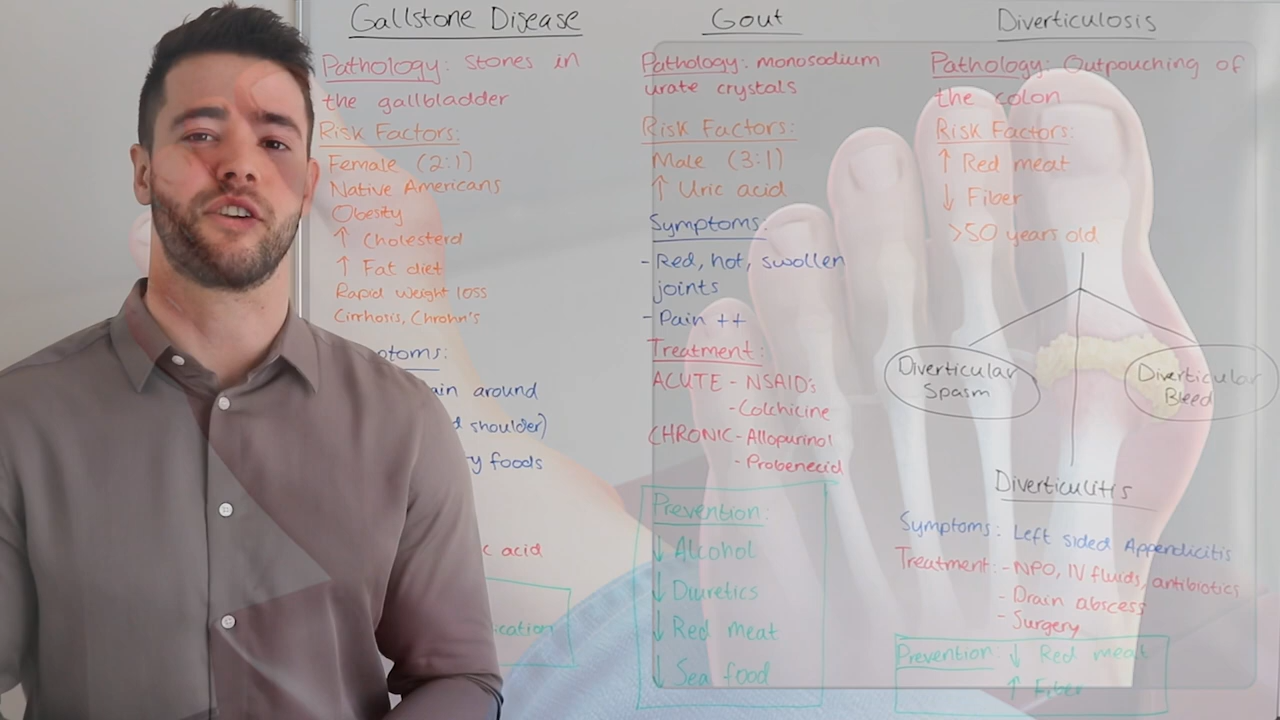 Gallstone Disease
Pathology: Stones in
the gallbladder
Risk Factors:
Female (2:1)
Native Americans
Obesity
↑ Cholesterol
↑ Fat diet
Rapid weight loss
Cirrhosis, Chrohn's
ptoms:
ain around
d shoulder)
y foods
c acid
ication
Gout
Pathology: monosodium
urate crystals
Risk Factors:
Male (3:1)
↑ Uric acid
Symptoms:
- Red, hot, swollen
joints
- Pain ++
Treatment:
ACUTE - NSAID's
- Colchicine
CHRONIC - Allopurinol
- Probenecid
Prevention:
↓ Alcohol
↓ Diuretics
↓ Red meat
↓ Sea food
Diverticulosis
Pathology: Outpouching of
the colon
Risk Factors:
↑ Red meat
↓ Fiber
>50 years old
Diverticular
Spasm
Diverticular
Bleed
Diverticulitis
Symptoms: Left sided Appendicitis
Treatment: - NPO, IV fluids, antibiotics
- Drain abscess
- Surgery
Prevention: ↓ Red meat
↑ Fiber